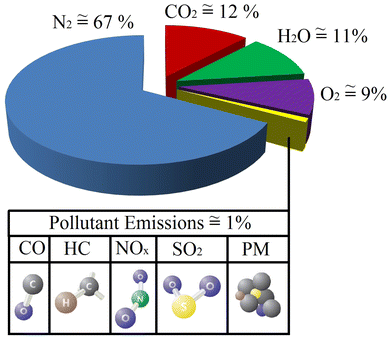 N₂ ≅ 67 %
CO₂ ≅ 12 %
H₂O ≅ 11%
O₂ ≅ 9%
Pollutant Emissions ≅ 1%
CO HC NOₓ SO₂ PM
C O H C O N O O O S